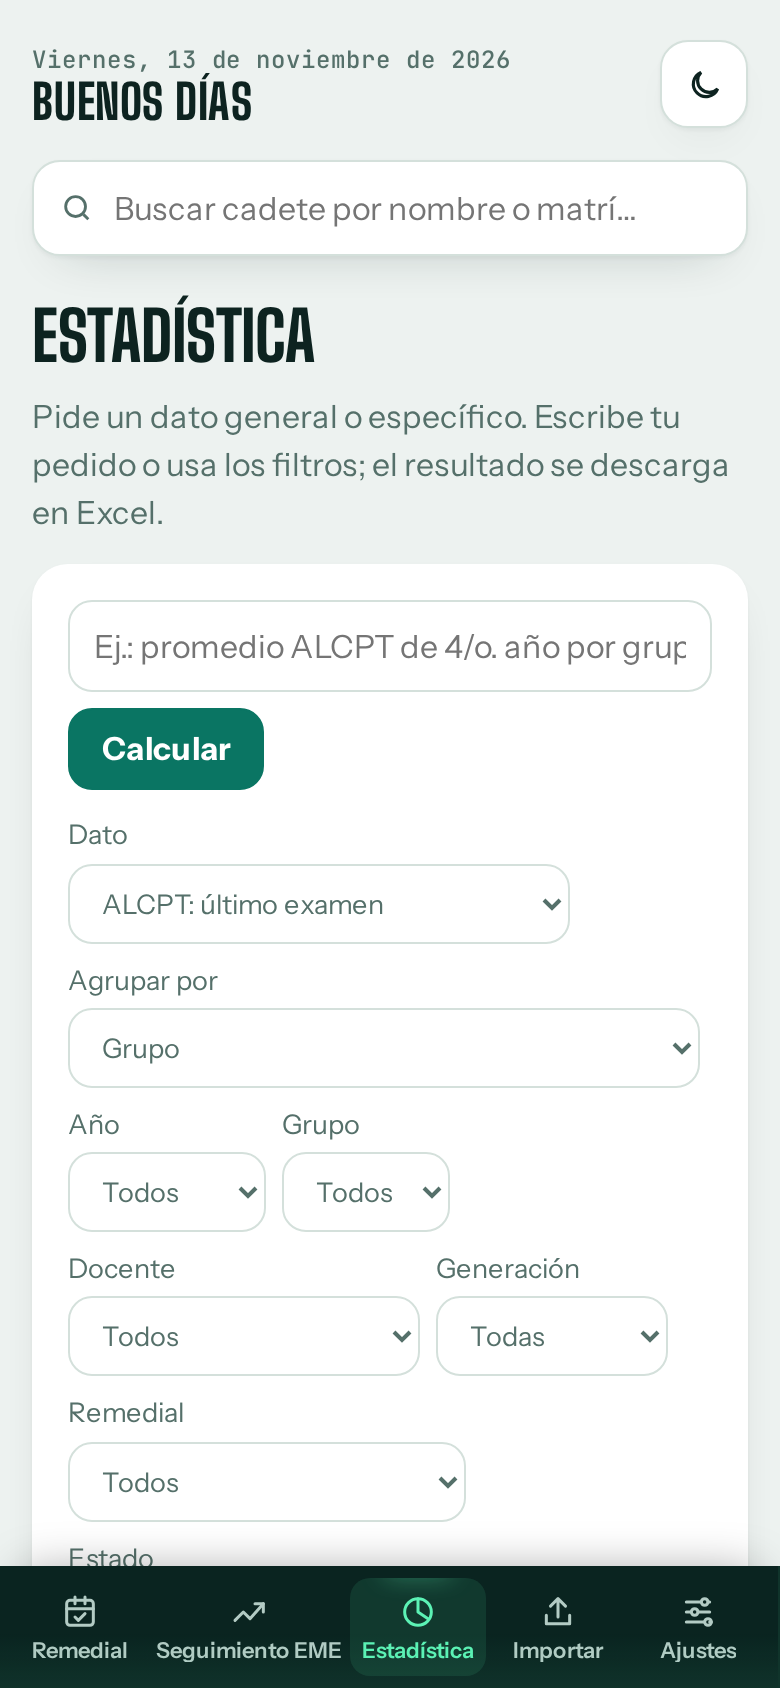 Viernes, 13 de noviembre de 2026
BUENOS DÍAS
Buscar cadete por nombre o matrí...
ESTADÍSTICA
Pide un dato general o específico. Escribe tu
pedido o usa los filtros; el resultado se descarga
en Excel.
Ej.: promedio ALCPT de 4/o. año por grup
Calcular
Dato
ALCPT: último examen
Agrupar por
Grupo
Año Grupo
Todos Todos
Docente Generación
Todos Todas
Remedial
Todos
Estado
Remedial Seguimiento EME Estadística Importar Ajustes